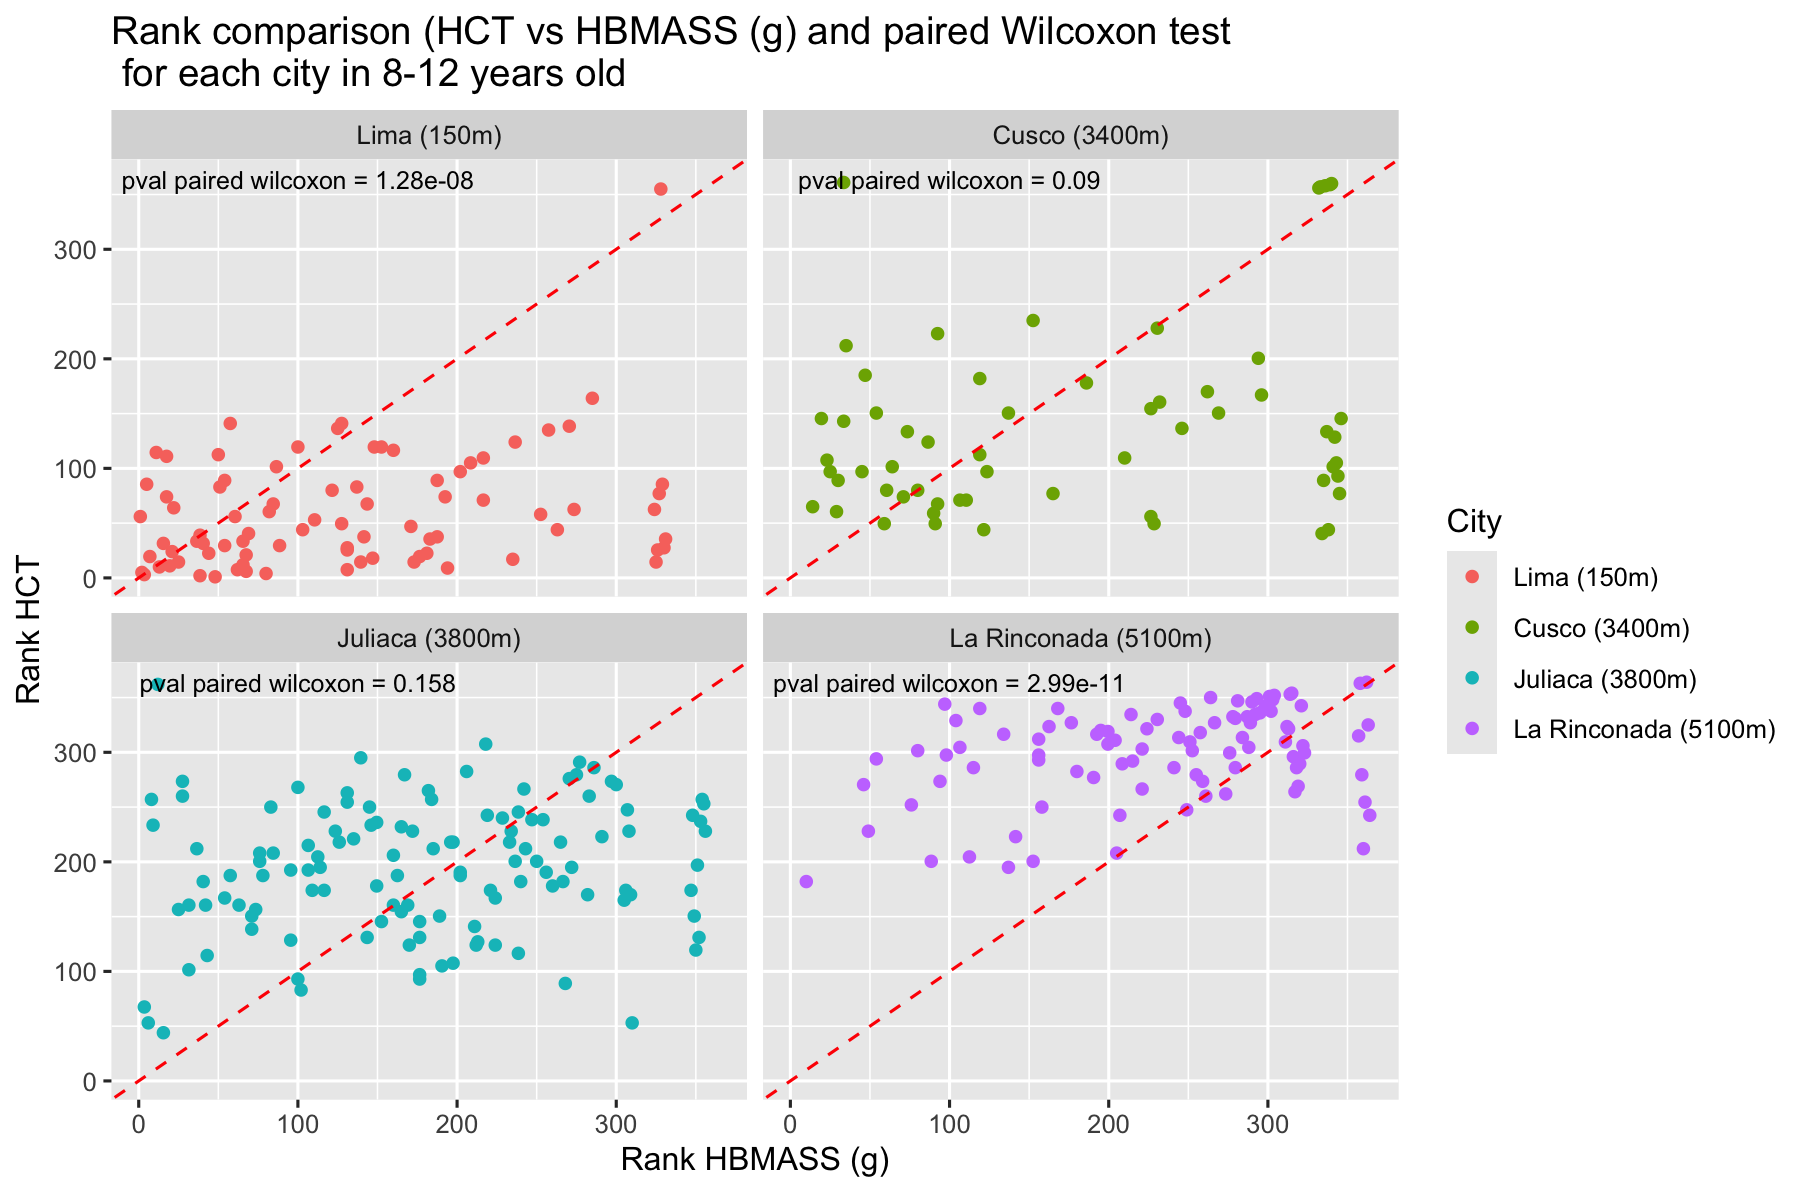 Rank comparison (HCT vs HBMASS (g) and paired Wilcoxon test
for each city in 8-12 years old
Lima (150m)
Cusco (3400m)
pval paired wilcoxon = 1.28e-08
pval paired wilcoxon = 0.09
300
200
100
0
Juliaca (3800m)
La Rinconada (5100m)
pval paired wilcoxon = 0.158
pval paired wilcoxon = 2.99e-11
300
200
100
0
0 100 200 300
0 100 200 300
Rank HCT
Rank HBMASS (g)
City
Lima (150m)
Cusco (3400m)
Juliaca (3800m)
La Rinconada (5100m)